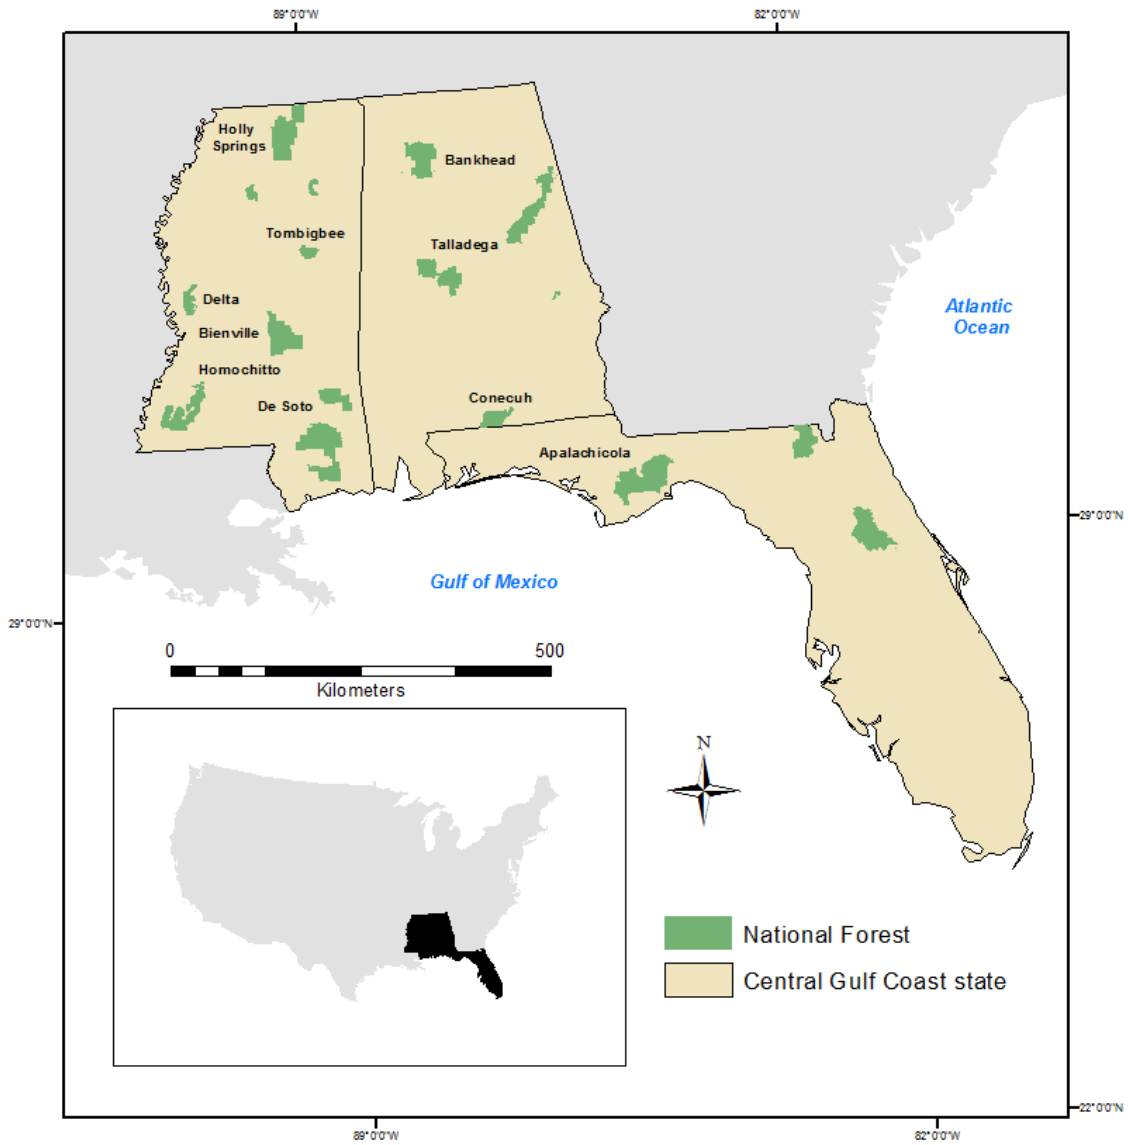 89°0'0"W
82°0'0"W
Holly
Springs
Bankhead
Tombigbee
Talladega
Delta
Bienville
Homochitto
De Soto
Conecuh
Apalachicola
Atlantic
Ocean
29°0'0"N
Gulf of Mexico
29°0'0"N
0
500
Kilometers
N
National Forest
Central Gulf Coast state
22°0'0"N
89°0'0"W
82°0'0"W